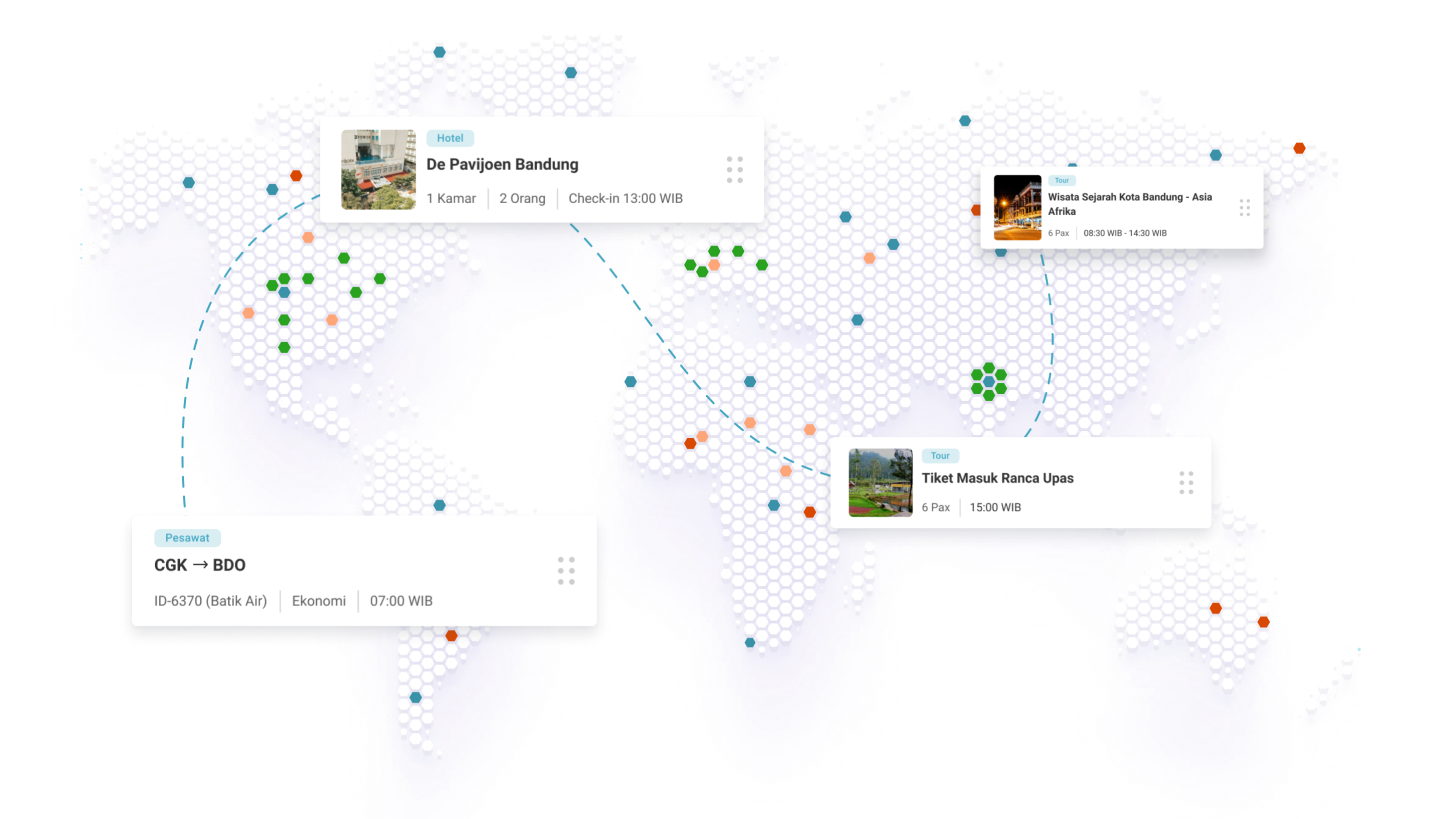 Hotel
De Pavijoen Bandung
1 Kamar 2 Orang Check-in 13:00 WIB
Tour
Wisata Sejarah Kota Bandung - Asia
Afrika
6 Pax 08:30 WIB - 14:30 WIB
Tour
Tiket Masuk Ranca Upas
6 Pax 15:00 WIB
Pesawat
CGK → BDO
ID-6370 (Batik Air) Ekonomi 07:00 WIB